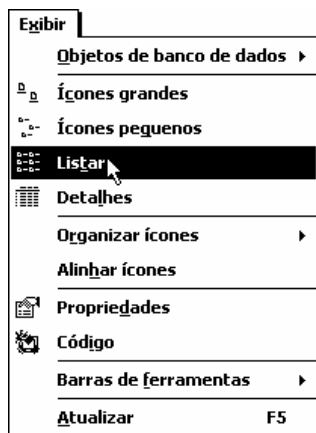 Exibir
Objetos de banco de dados
Ícones grandes
Ícones pequenos
Listar
Detalhes
Organizar ícones
Alinhar ícones
Propriedades
Código
Barras de ferramentas
Atualizar F5